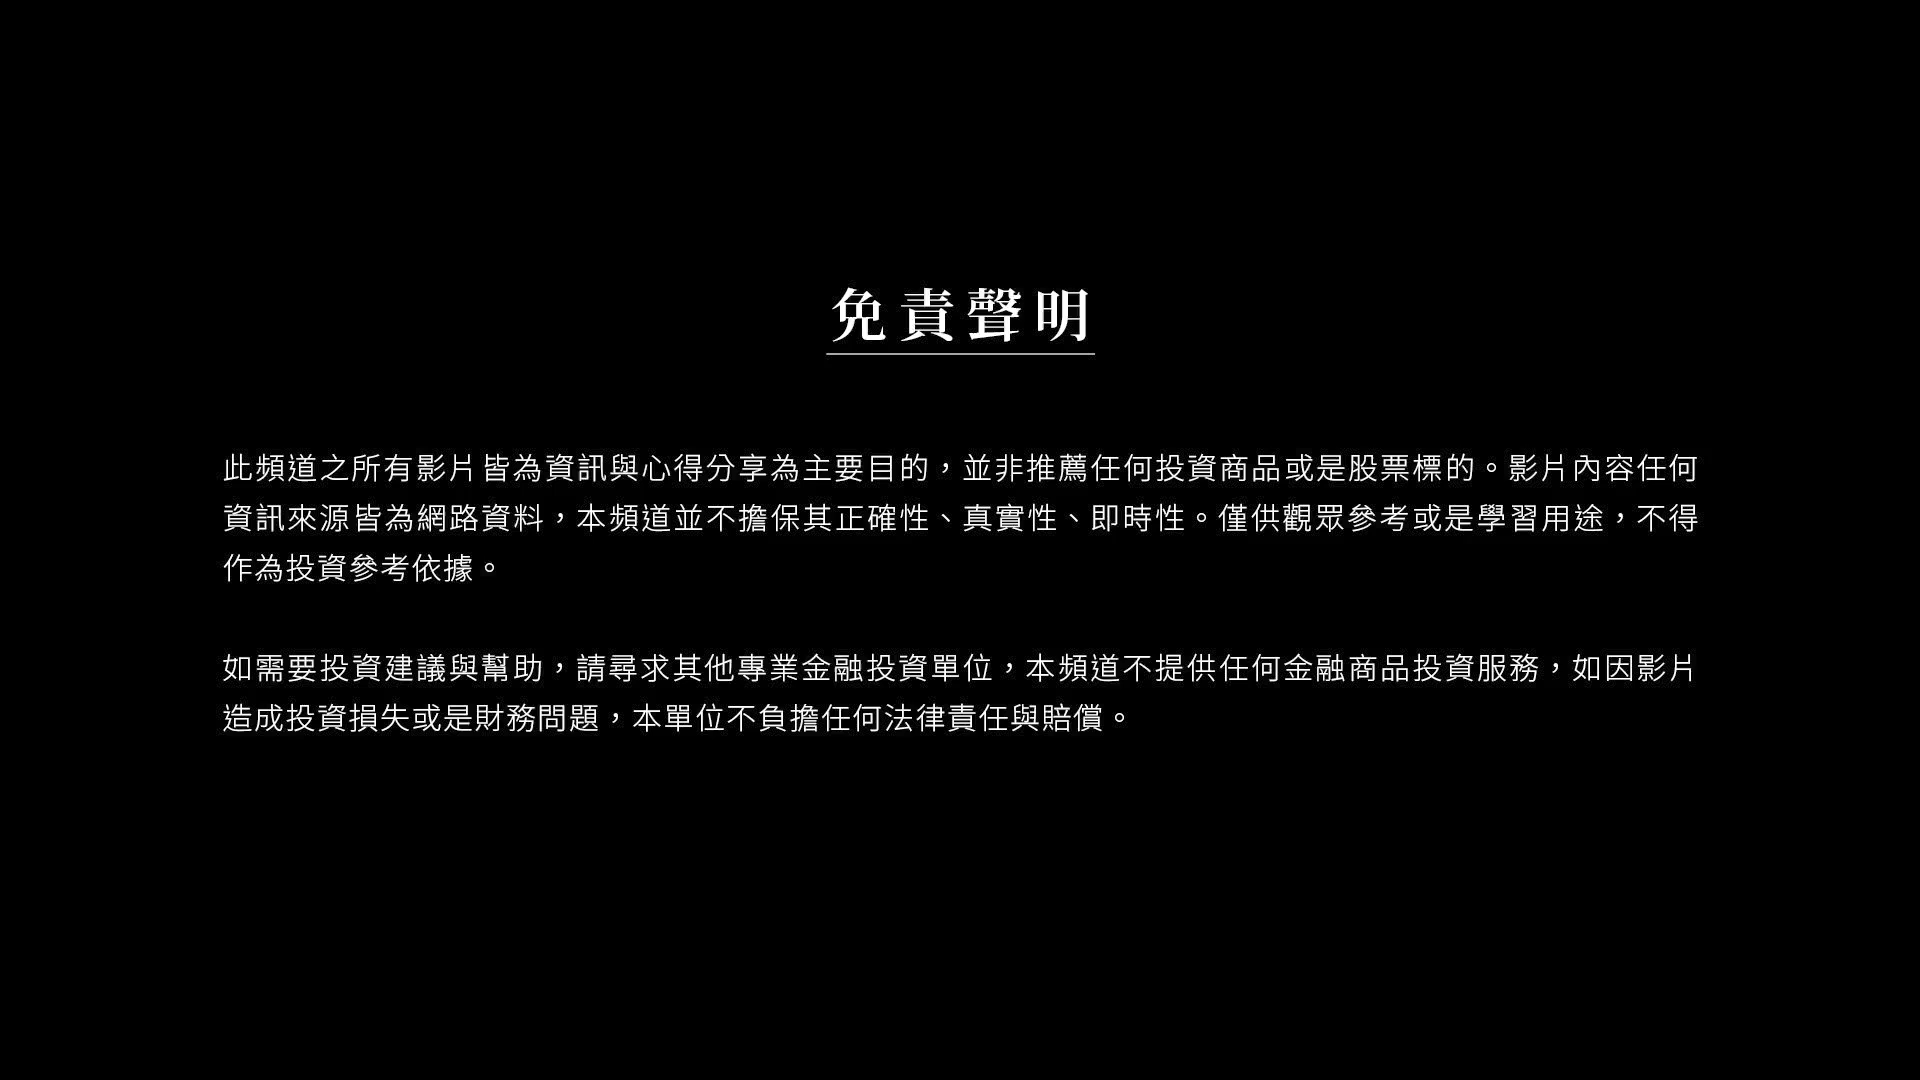 免責聲明
此頻道之所有影片皆為資訊與心得分享為主要目的，並非推薦任何投資商品或是股票標的。影片內容任何
資訊來源皆為網路資料，本頻道並不擔保其正確性、真實性、即時性。僅供觀眾參考或是學習用途，不得
作為投資參考依據。
如需要投資建議與幫助，請尋求其他專業金融投資單位，本頻道不提供任何金融商品投資服務，如因影片
造成投資損失或是財務問題，本單位不負擔任何法律責任與賠償。